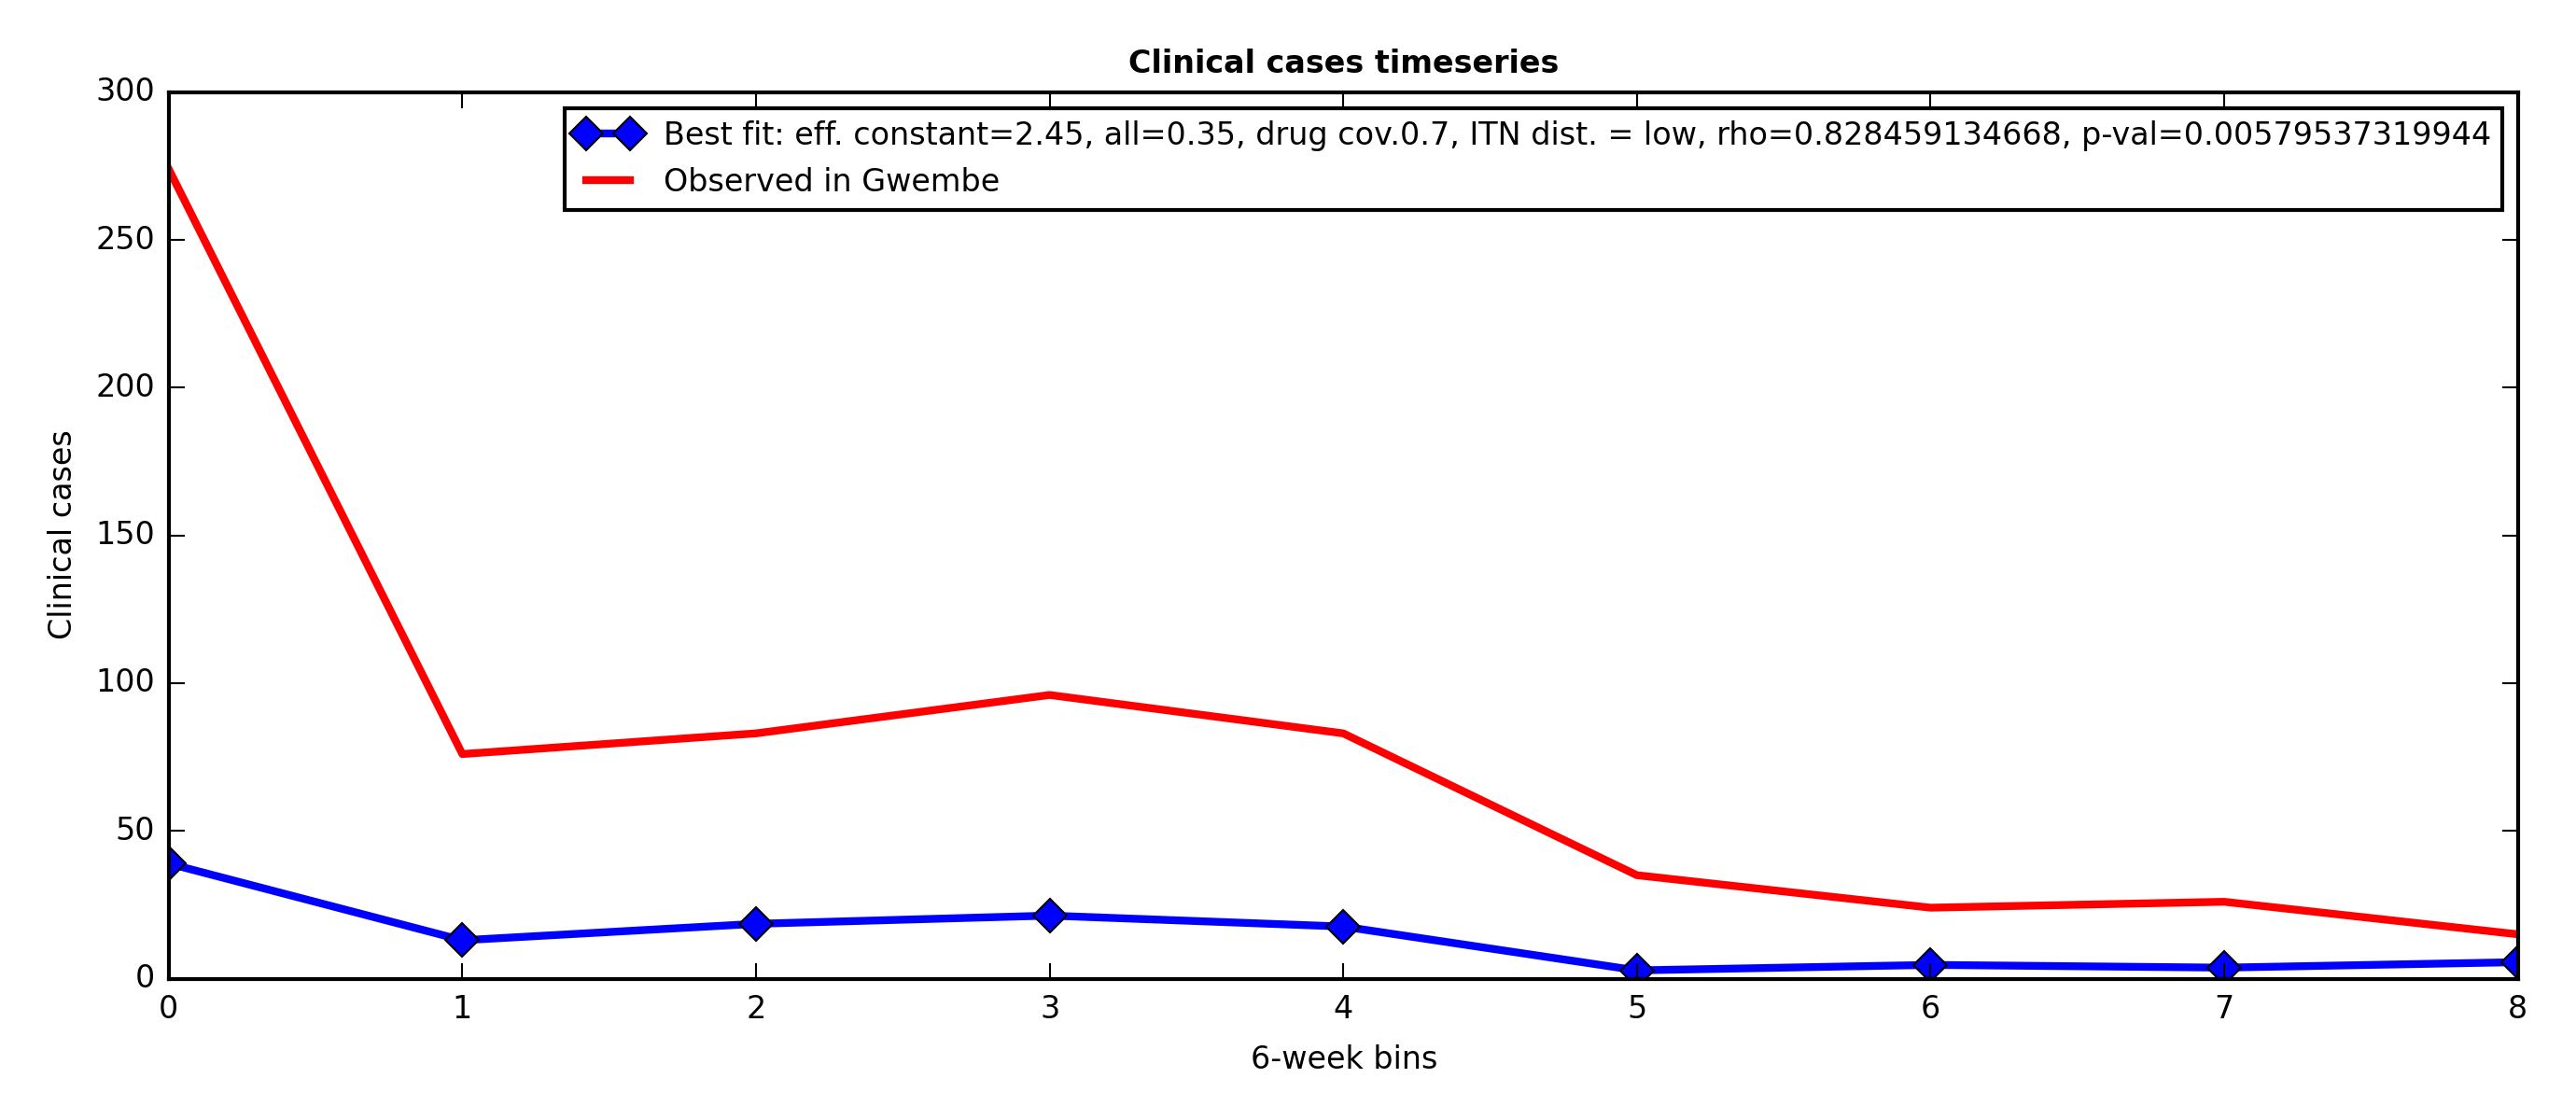 Clinical cases timeseries
300
250
200
150
100
50
0
Clinical cases
Best fit: eff. constant=2.45, all=0.35, drug cov.0.7, ITN dist. = low, rho=0.828459134668, p-val=0.00579537319944
Observed in Gwembe
0 1 2 3 4 5 6 7 8
6-week bins